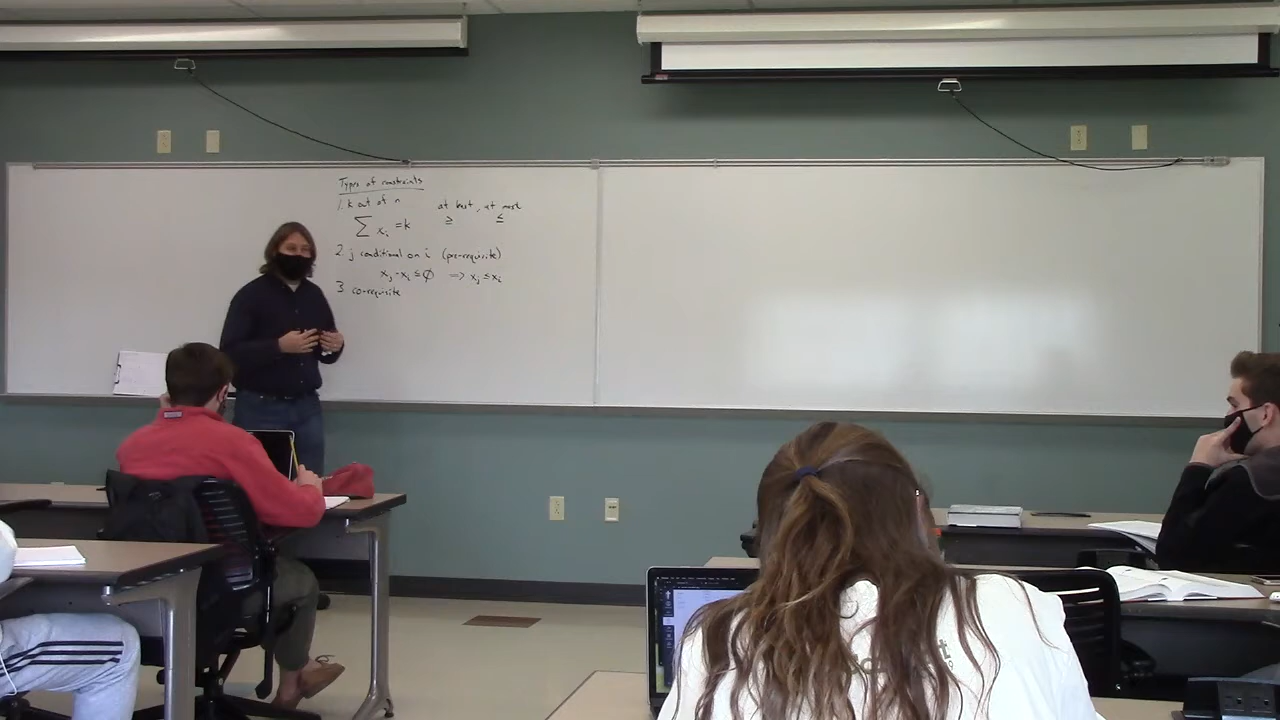 Types of constraints
1. k out of n    at least, at most
∑ xᵢ = k    ≥    ≤
2. j conditional on i (pre-requisite)
xⱼ - xᵢ ≤ ∅ ⟹ xⱼ ≤ xᵢ
3. co-requisite